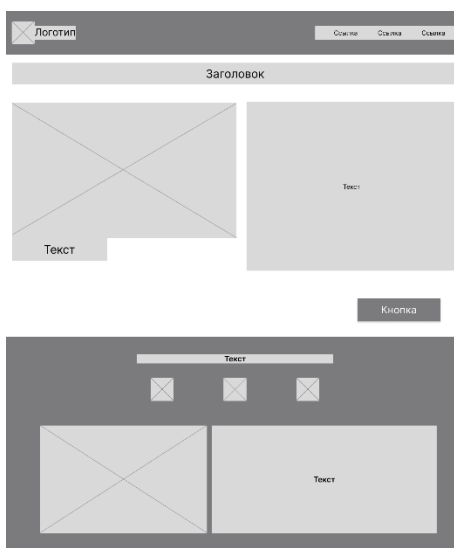 Логотип
Ссылка Ссылка Ссылка
Заголовок
Текст
Текст
Кнопка
Текст
Текст